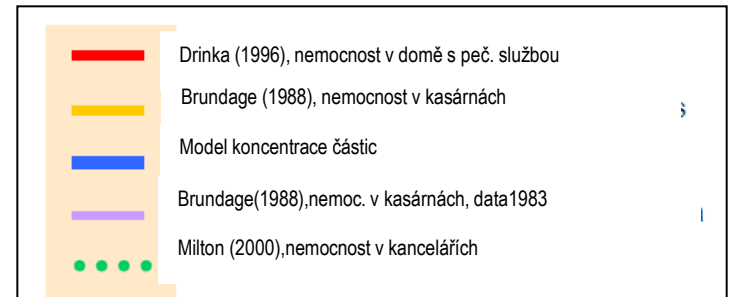 Drinka (1996), nemocnost v domě s peč. službou
Brundage (1988), nemocnost v kasárnách
Model koncentrace částic
Brundage(1988),nemoc. v kasárnách, data1983
Milton (2000),nemocnost v kancelářích